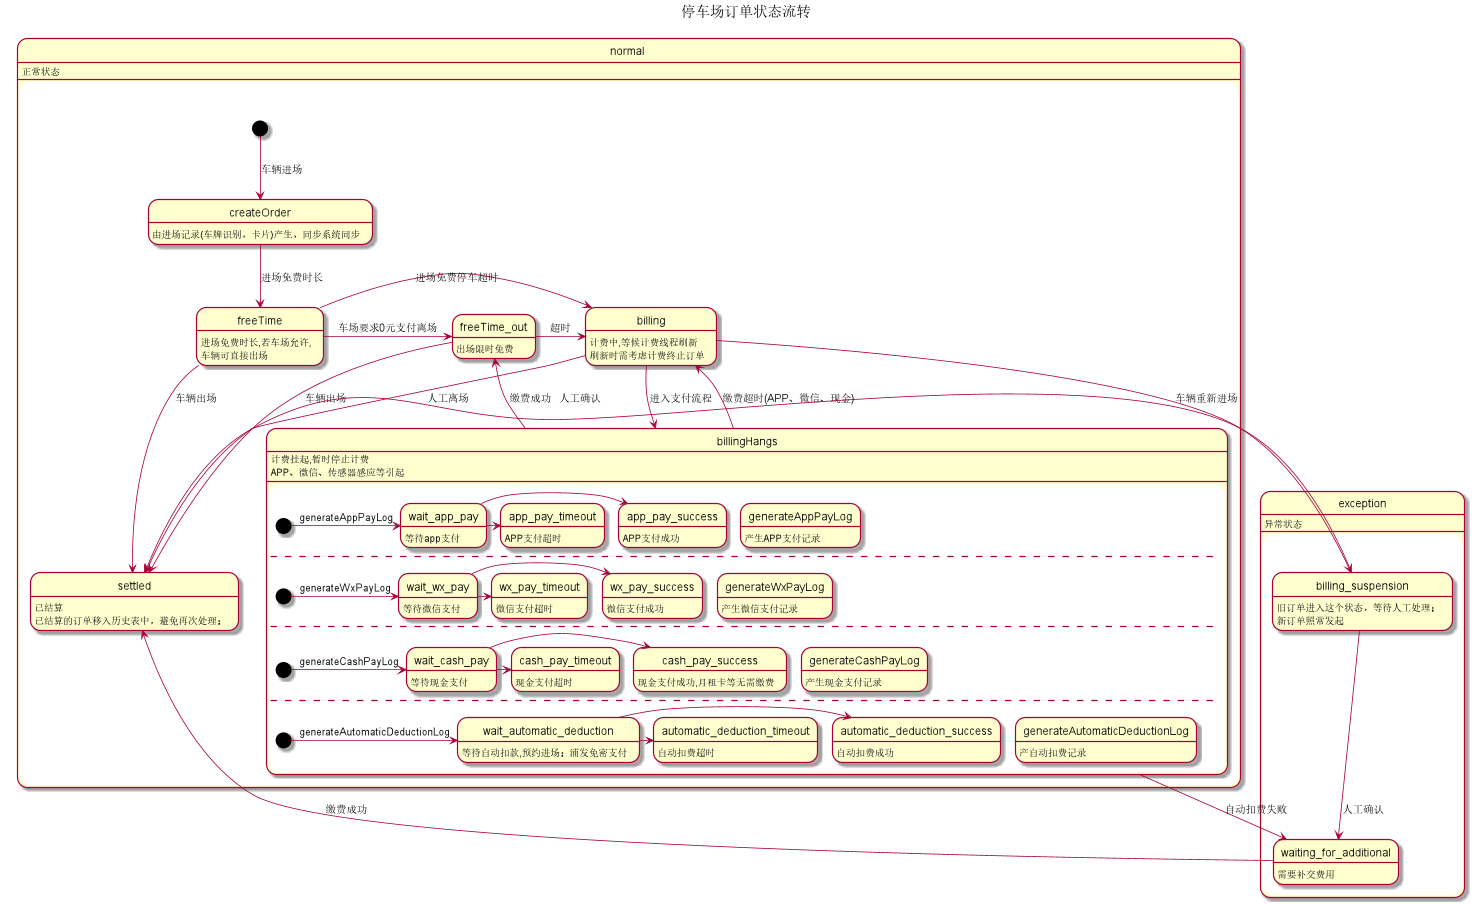 停车场订单状态流转
normal
正常状态
车辆进场
createOrder
由进场记录(车牌识别，卡片)产生，同步系统同步
进场免费时长
进场免费停车超时
freeTime
进场免费时长,若车场允许,
车辆可直接出场
车场要求0元支付离场
freeTime_out
出场限时免费
超时
billing
计费中,等候计费线程刷新
刷新时需考虑计费终止订单
车辆出场
车辆出场
人工离场
缴费成功
人工确认
进入支付流程
缴费超时(APP、微信、现金)
车辆重新进场
billingHangs
计费挂起,暂时停止计费
APP、微信、传感器感应等引起
generateAppPayLog
wait_app_pay
等待app支付
app_pay_timeout
APP支付超时
app_pay_success
APP支付成功
generateAppPayLog
产生APP支付记录
generateWxPayLog
wait_wx_pay
等待微信支付
wx_pay_timeout
微信支付超时
wx_pay_success
微信支付成功
generateWxPayLog
产生微信支付记录
generateCashPayLog
wait_cash_pay
等待现金支付
cash_pay_timeout
现金支付超时
cash_pay_success
现金支付成功,月租卡等无需缴费
generateCashPayLog
产生现金支付记录
generateAutomaticDeductionLog
wait_automatic_deduction
等待自动扣款,预约进场；浦发免密支付
automatic_deduction_timeout
自动扣费超时
automatic_deduction_success
自动扣费成功
generateAutomaticDeductionLog
产自动扣费记录
settled
已结算
已结算的订单移入历史表中，避免再次处理；
exception
异常状态
billing_suspension
旧订单进入这个状态，等待人工处理；
新订单照常发起
缴费成功
自动扣费失败
人工确认
waiting_for_additional
需要补交费用